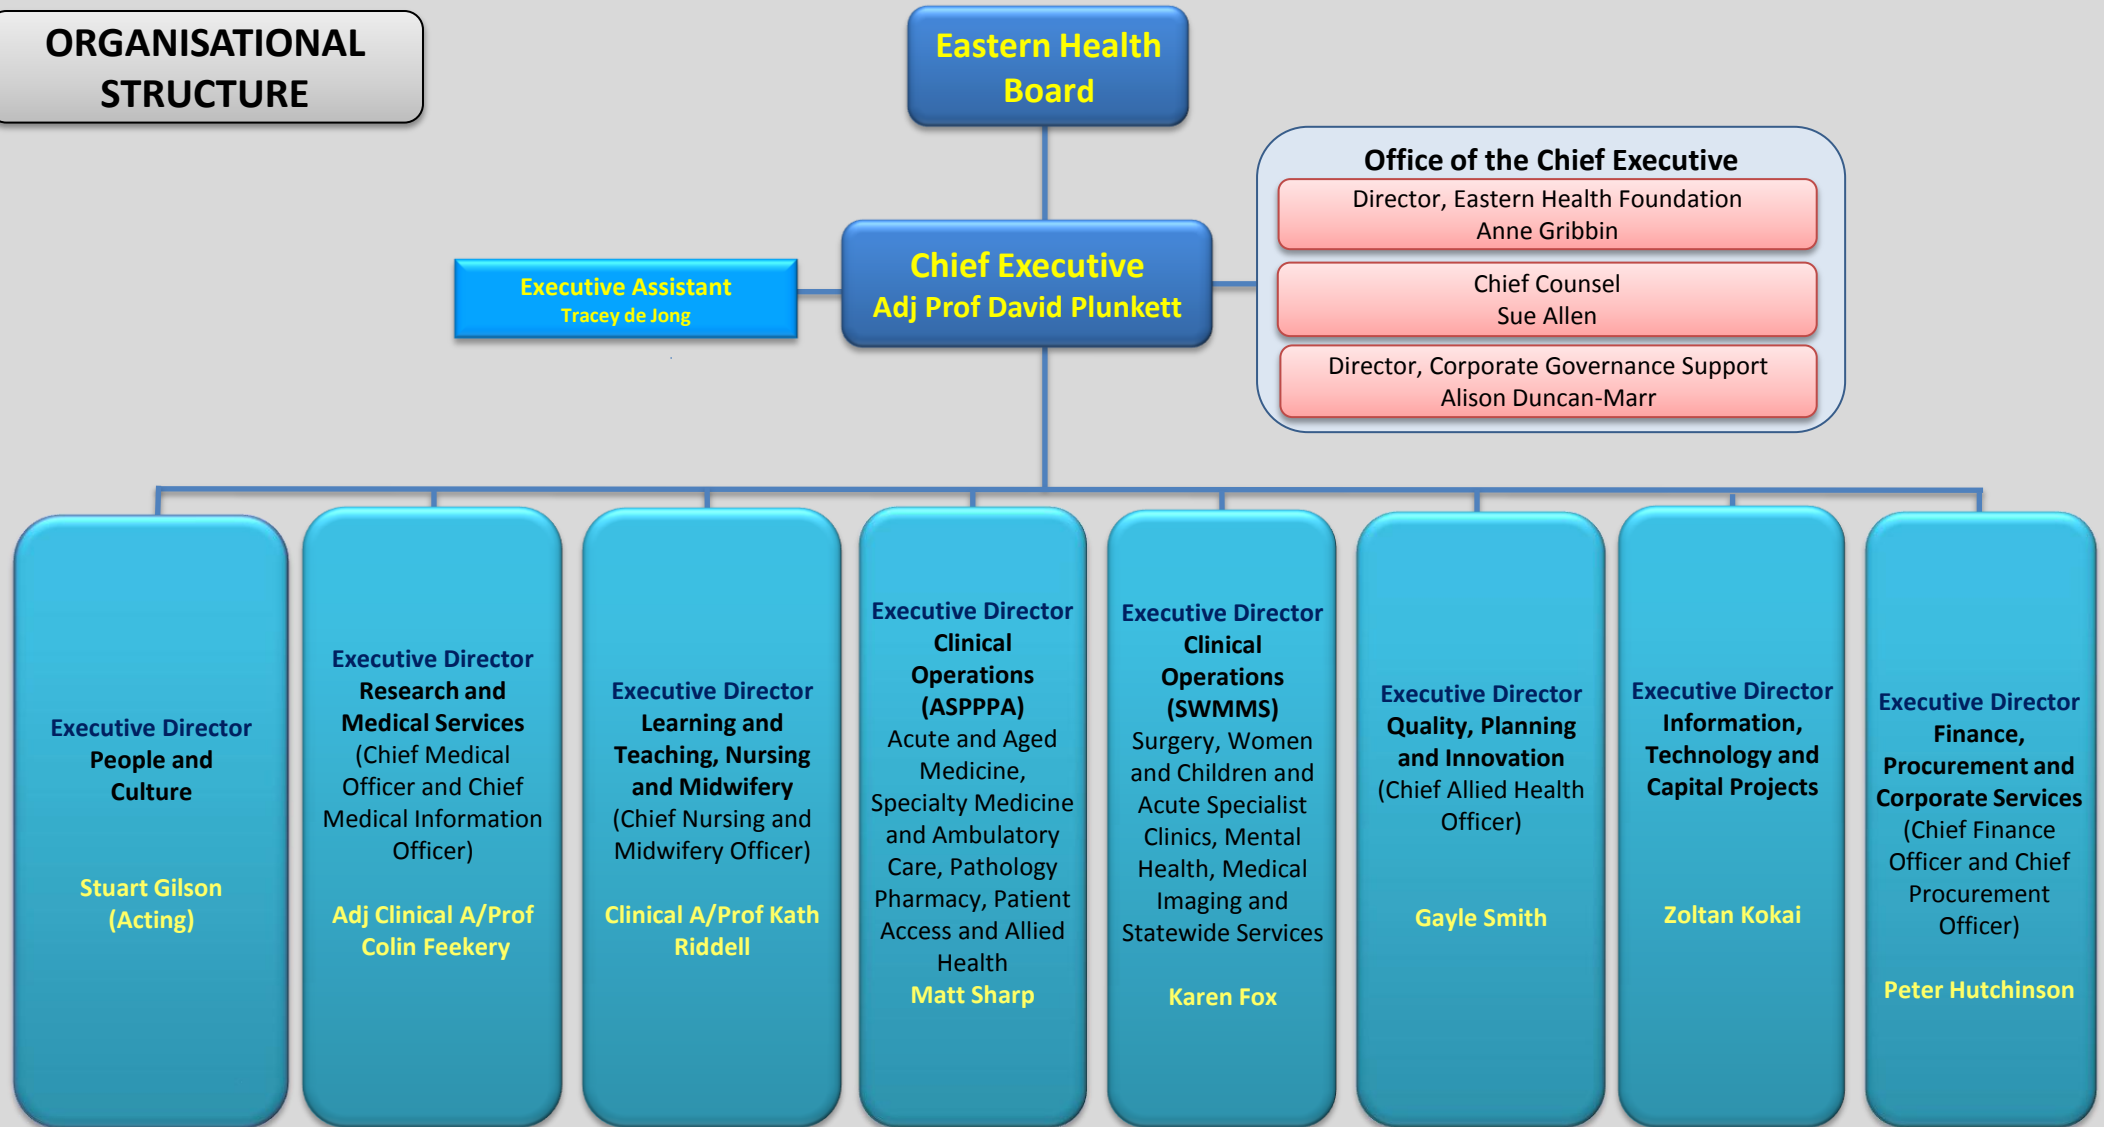 ORGANISATIONAL
STRUCTURE
Eastern Health
Board
Office of the Chief Executive
Director, Eastern Health Foundation
Anne Gribbin
Chief Counsel
Sue Allen
Director, Corporate Governance Support
Alison Duncan-Marr
Chief Executive
Adj Prof David Plunkett
Executive Assistant
Tracey de Jong
Executive Director
People and
Culture
Stuart Gilson
(Acting)
Executive Director
Research and
Medical Services
(Chief Medical
Officer and Chief
Medical Information
Officer)
Adj Clinical A/Prof
Colin Feekery
Executive Director
Learning and
Teaching, Nursing
and Midwifery
(Chief Nursing and
Midwifery Officer)
Clinical A/Prof Kath
Riddell
Executive Director
Clinical
Operations
(ASPPPA)
Acute and Aged
Medicine,
Specialty Medicine
and Ambulatory
Care, Pathology
Pharmacy, Patient
Access and Allied
Health
Matt Sharp
Executive Director
Clinical
Operations
(SWMMS)
Surgery, Women
and Children and
Acute Specialist
Clinics, Mental
Health, Medical
Imaging and
Statewide Services
Karen Fox
Executive Director
Quality, Planning
and Innovation
(Chief Allied Health
Officer)
Gayle Smith
Executive Director
Information,
Technology and
Capital Projects
Zoltan Kokai
Executive Director
Finance,
Procurement and
Corporate Services
(Chief Finance
Officer and Chief
Procurement
Officer)
Peter Hutchinson